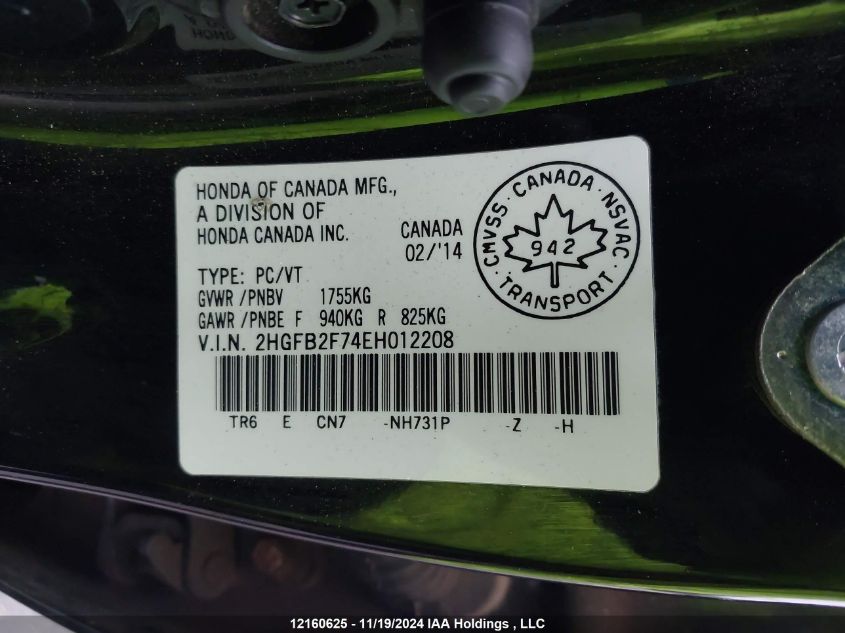 HONDA OF CANADA MFG.,
A DIVISION OF
HONDA CANADA INC.
CANADA
02/'14
CMVSS · CANADA · NSVAC · TRANSPORT ·
942
TYPE: PC/VT
GVWR /PNBV 1755KG
GAWR /PNBE F 940KG R 825KG
V.I.N. 2HGFB2F74EH012208
TR6 E CN7 -NH731P -Z -H
12160625 - 11/19/2024 IAA Holdings , LLC